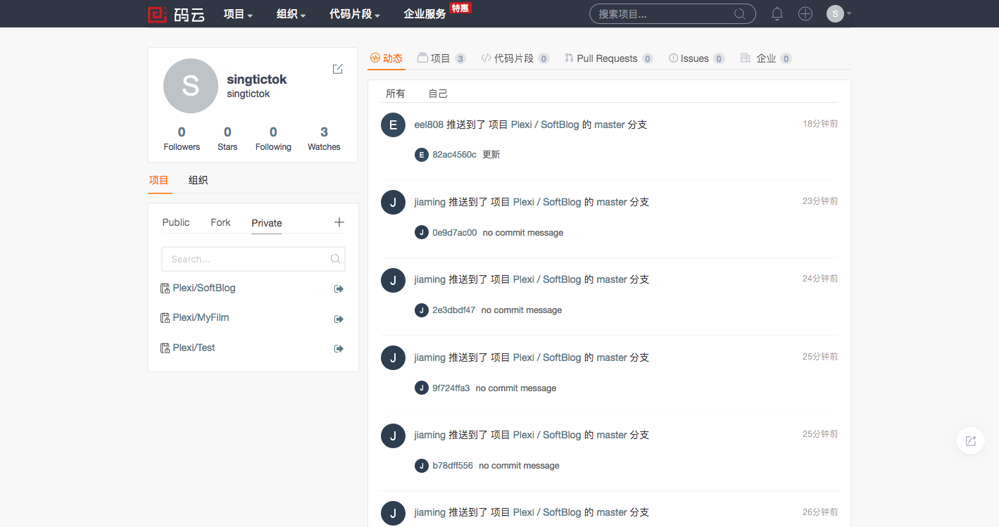 码云 项目 组织 代码片段 企业服务 特惠 搜索项目... S
S
singtictok
singtictok
0 0 0 3
Followers Stars Following Watches
项目 组织
Public Fork Private
Search...
Plexi/SoftBlog
Plexi/MyFilm
Plexi/Test
动态 项目 3 代码片段 0 Pull Requests 0 Issues 0 企业 0
所有 自己
E eel808 推送到了 项目 Plexi / SoftBlog 的 master 分支 18分钟前
E 82ac4560c 更新
J jiaming 推送到了 项目 Plexi / SoftBlog 的 master 分支 23分钟前
J 0e9d7ac00 no commit message
J jiaming 推送到了 项目 Plexi / SoftBlog 的 master 分支 24分钟前
J 2e3dbdf47 no commit message
J jiaming 推送到了 项目 Plexi / SoftBlog 的 master 分支 25分钟前
J 9f724ffa3 no commit message
J jiaming 推送到了 项目 Plexi / SoftBlog 的 master 分支 25分钟前
J b78dff556 no commit message
J jiaming 推送到了 项目 Plexi / SoftBlog 的 master 分支 26分钟前